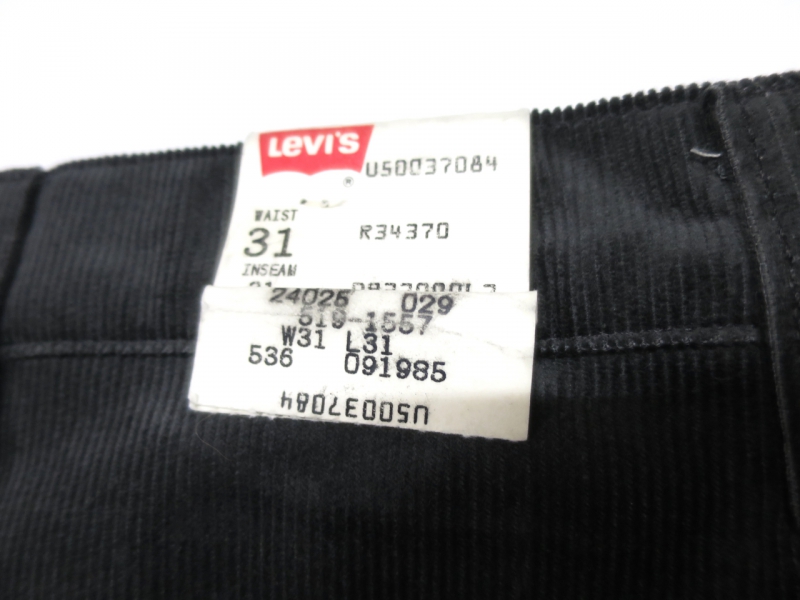 Levi's
®
U50037084
WAIST
31
R34370
INSEAM
24025 029
519-1557
W31 L31
536 091985
U50037084